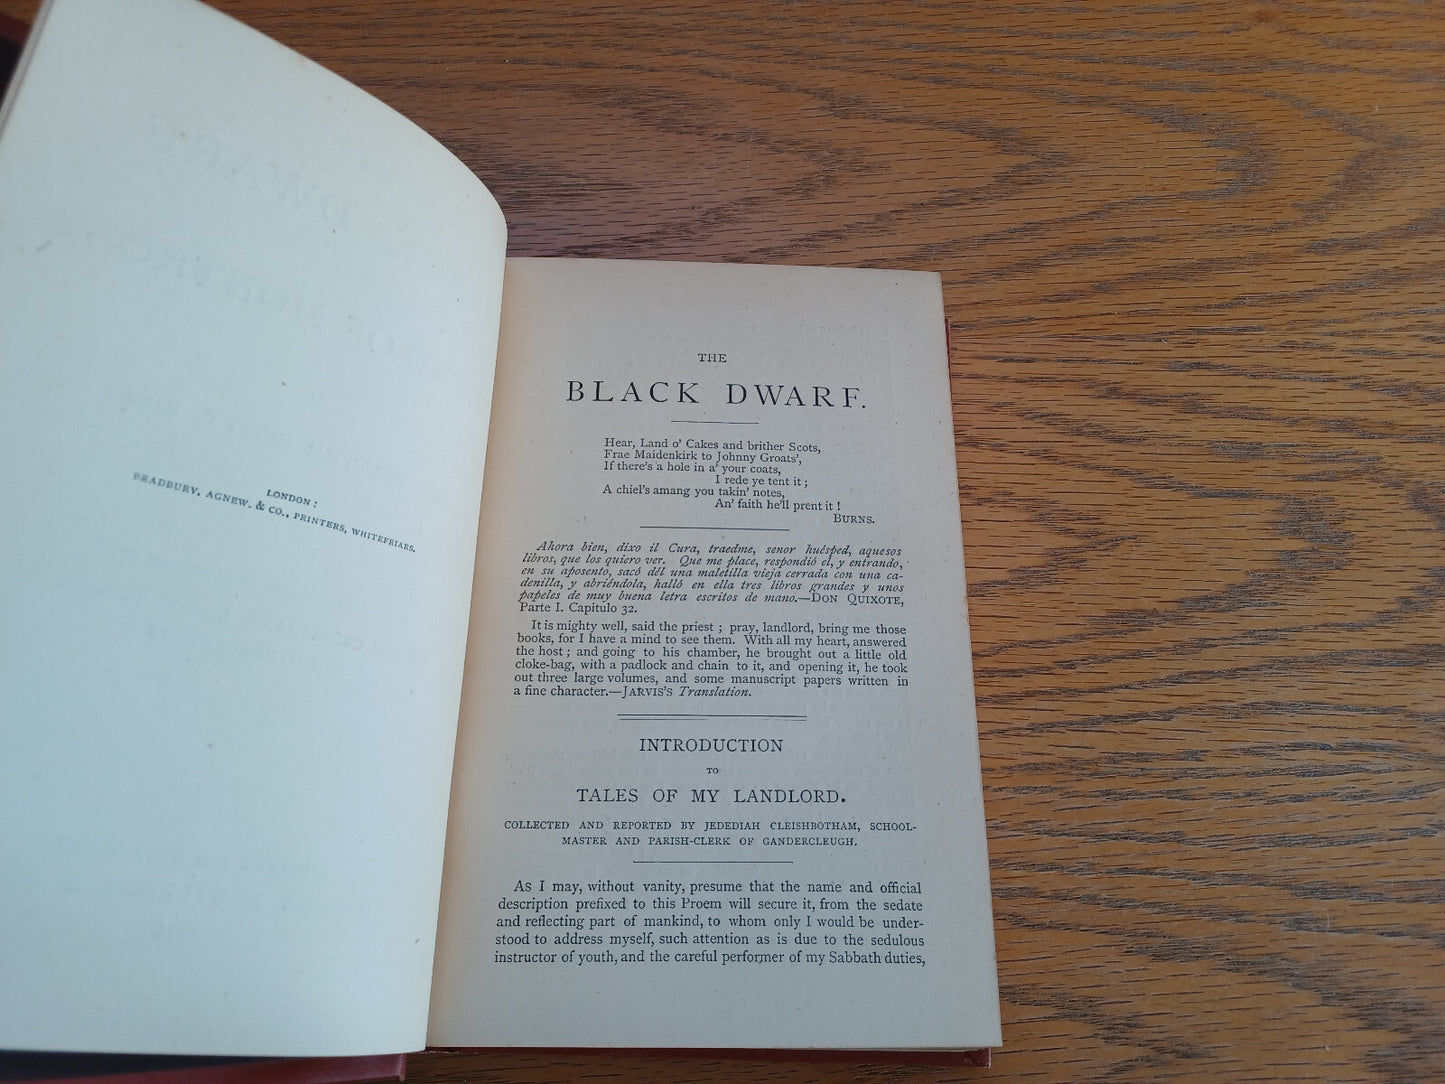 LONDON:
BRADBURY, AGNEW, & CO., PRINTERS, WHITEFRIARS.
THE
BLACK DWARF.
Hear, Land o' Cakes and brither Scots,
Frae Maidenkirk to Johnny Groats',
If there's a hole in a' your coats,
I rede ye tent it;
A chiel's amang you takin' notes,
An' faith he'll prent it!
BURNS.
Ahora bien, dixo il Cura, traedme, senor huésped, aquesos
libros, que los quiero ver. Que me place, respondió el, y entrando,
en su aposento, sacó dél una maletilla vieja cerrada con una ca-
denilla, y abriéndola, halló en ella tres libros grandes y unos
papeles de muy buena letra escritos de mano.—DON QUIXOTE,
Parte I. Capitulo 32.
It is mighty well, said the priest; pray, landlord, bring me those
books, for I have a mind to see them. With all my heart, answered
the host; and going to his chamber, he brought out a little old
cloke-bag, with a padlock and chain to it, and opening it, he took
out three large volumes, and some manuscript papers written in
a fine character.—JARVIS'S Translation.
INTRODUCTION
TO
TALES OF MY LANDLORD.
COLLECTED AND REPORTED BY JEDEDIAH CLEISHBOTHAM, SCHOOL-
MASTER AND PARISH-CLERK OF GANDERCLEUGH.
As I may, without vanity, presume that the name and official
description prefixed to this Proem will secure it, from the sedate
and reflecting part of mankind, to whom only I would be under-
stood to address myself, such attention as is due to the sedulous
instructor of youth, and the careful performer of my Sabbath duties,